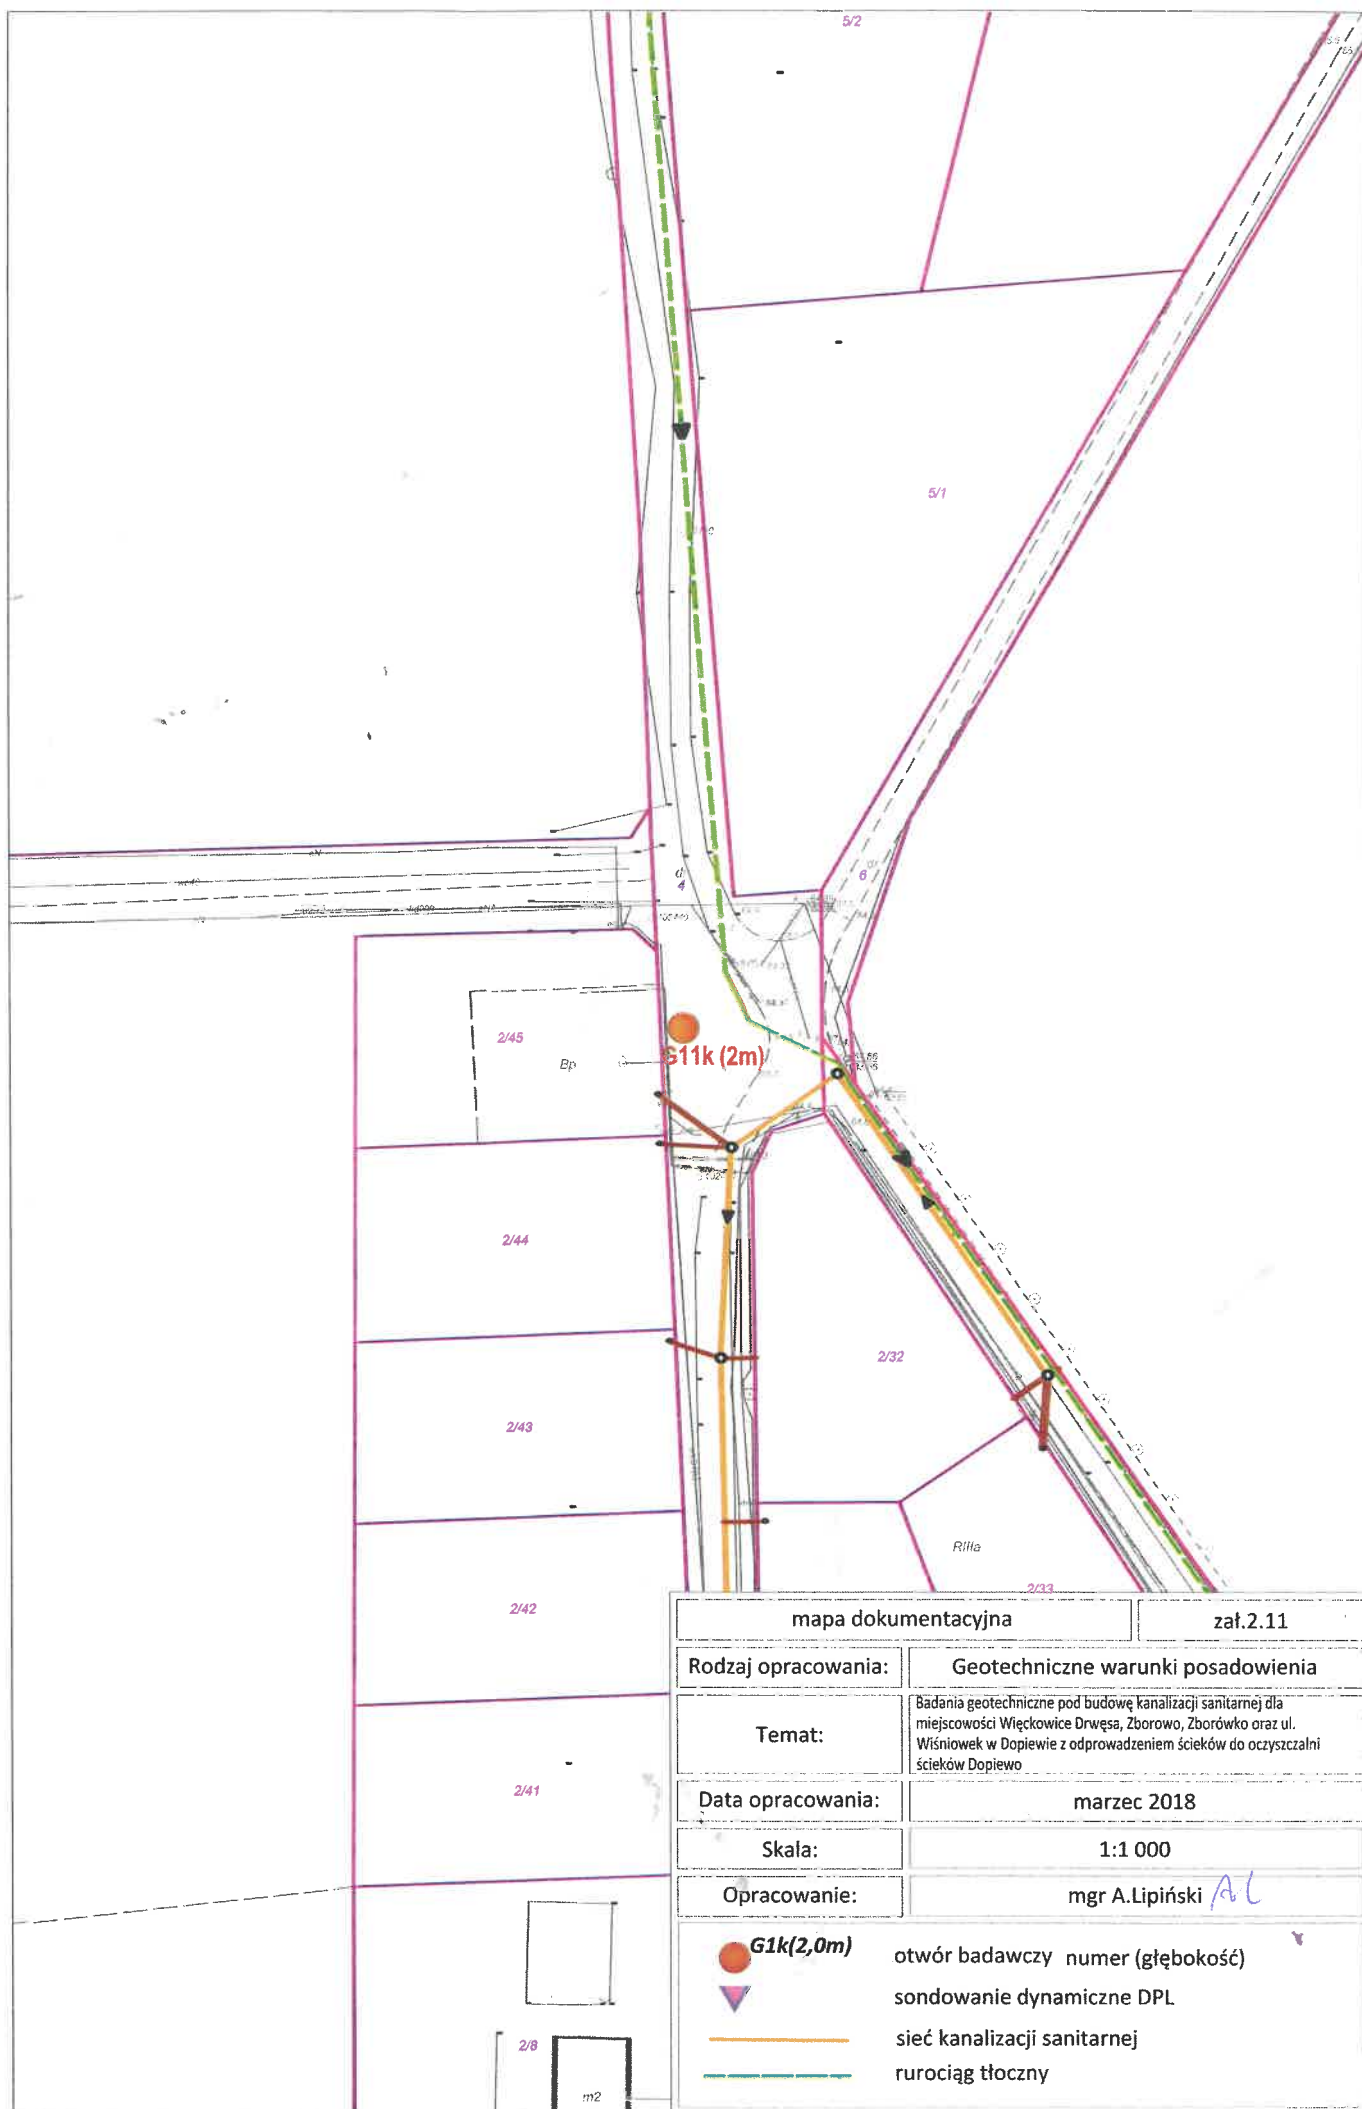 5/2
5/1
d
4
6
2/45
Bp
G11k (2m)
2/44
2/32
2/43
RIIIa
2/33
2/42
2/41
2/8
m2
mapa dokumentacyjna
zał.2.11
Rodzaj opracowania:
Geotechniczne warunki posadowienia
Temat:
Badania geotechniczne pod budowę kanalizacji sanitarnej dla
miejscowości Więckowice Drwęsa, Zborowo, Zborówko oraz ul.
Wiśniowek w Dopiewie z odprowadzeniem ścieków do oczyszczalni
ścieków Dopiewo
Data opracowania:
marzec 2018
Skala:
1:1 000
Opracowanie:
mgr A.Lipiński AL
G1k(2,0m)
otwór badawczy numer (głębokość)
sondowanie dynamiczne DPL
sieć kanalizacji sanitarnej
rurociąg tłoczny